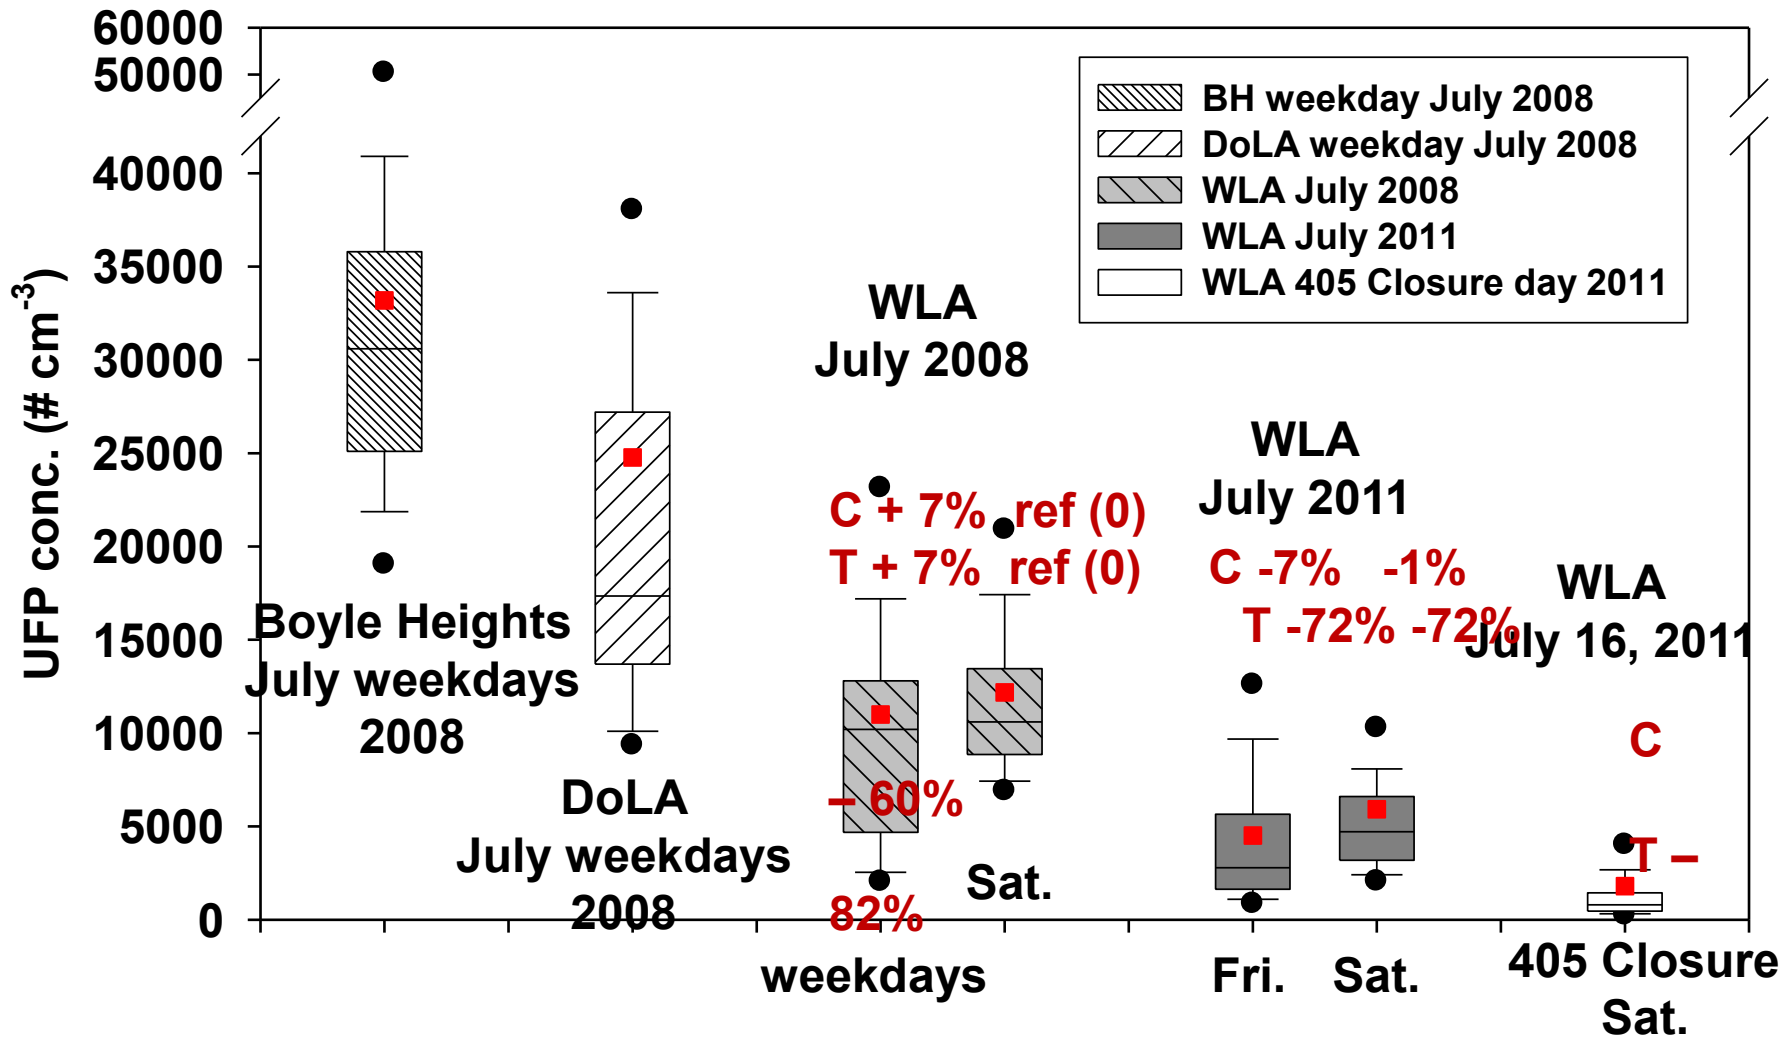 60000
50000
40000
35000
30000
25000
20000
15000
10000
5000
0
UFP conc. (# cm-3)
BH weekday July 2008
DoLA weekday July 2008
WLA July 2008
WLA July 2011
WLA 405 Closure day 2011
WLA
July 2008
WLA
July 2011
C + 7% ref (0)
T + 7% ref (0)
C -7% -1%
T -72% -72%
WLA
July 16, 2011
Boyle Heights
July weekdays
2008
DoLA
July weekdays
2008
C
– 60%
T –
82%
Sat.
weekdays
Fri.
Sat.
405 Closure
Sat.